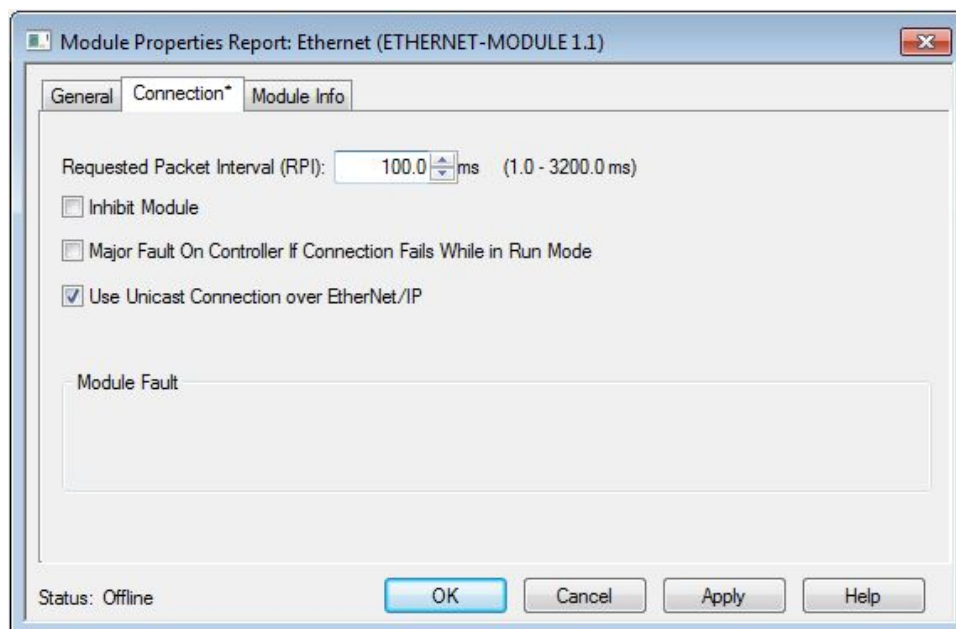 Module Properties Report: Ethernet (ETHERNET-MODULE 1.1)
General Connection* Module Info
Requested Packet Interval (RPI): 100.0 ms (1.0 - 3200.0 ms)
Inhibit Module
Major Fault On Controller If Connection Fails While in Run Mode
Use Unicast Connection over EtherNet/IP
Module Fault
Status: Offline OK Cancel Apply Help